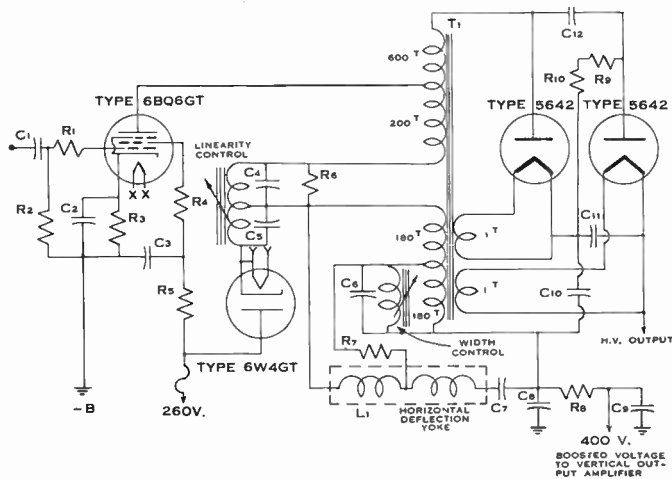 T1
C12
600 T
R10
R9
TYPE 6BQ6GT
TYPE 5642
TYPE 5642
C1
R1
200 T
LINEARITY
CONTROL
C4
R6
X X
R4
R2
C2
R3
C3
C5
180 T
1 T
C11
Y Y
C6
1 T
C10
R5
180 T
H.V. OUTPUT
R7
WIDTH
CONTROL
TYPE 6W4GT
L1
HORIZONTAL
DEFLECTION
YOKE
C7
C8
R8
C9
-B
260V.
400 V.
BOOSTED VOLTAGE
TO VERTICAL OUT-
PUT AMPLIFIER